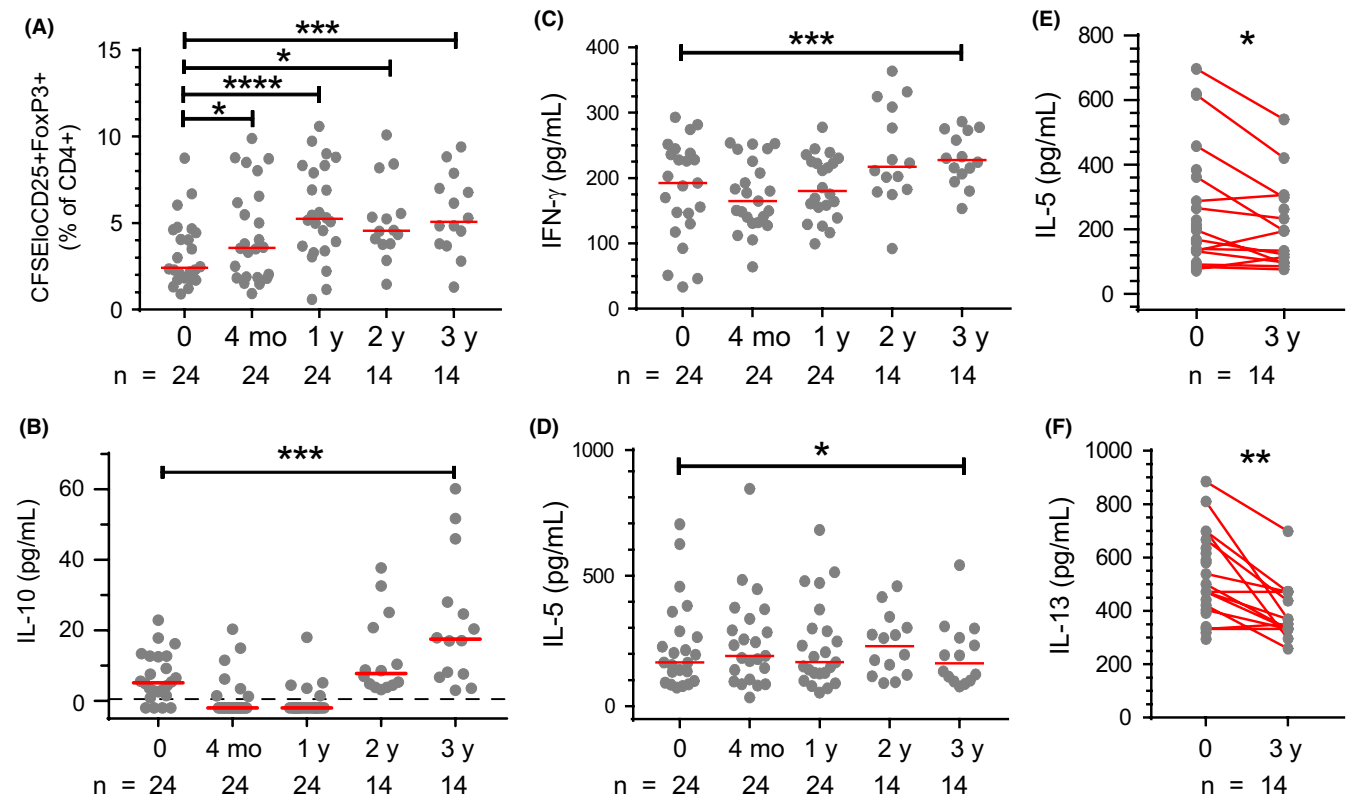 (A)
***
*
****
*
CFSEloCD25+FoxP3+
(% of CD4+)
15
10
5
0
0 4 mo 1 y 2 y 3 y
n = 24 24 24 14 14
(B)
***
IL-10 (pg/mL)
60
40
20
0
0 4 mo 1 y 2 y 3 y
n = 24 24 24 14 14
(C)
***
IFN-γ (pg/mL)
400
300
200
100
0
0 4 mo 1 y 2 y 3 y
n = 24 24 24 14 14
(D)
*
IL-5 (pg/mL)
1000
500
0
0 4 mo 1 y 2 y 3 y
n = 24 24 24 14 14
(E)
*
IL-5 (pg/mL)
800
600
400
200
0
0 3 y
n = 14
(F)
**
IL-13 (pg/mL)
1000
800
600
400
200
0
0 3 y
n = 14